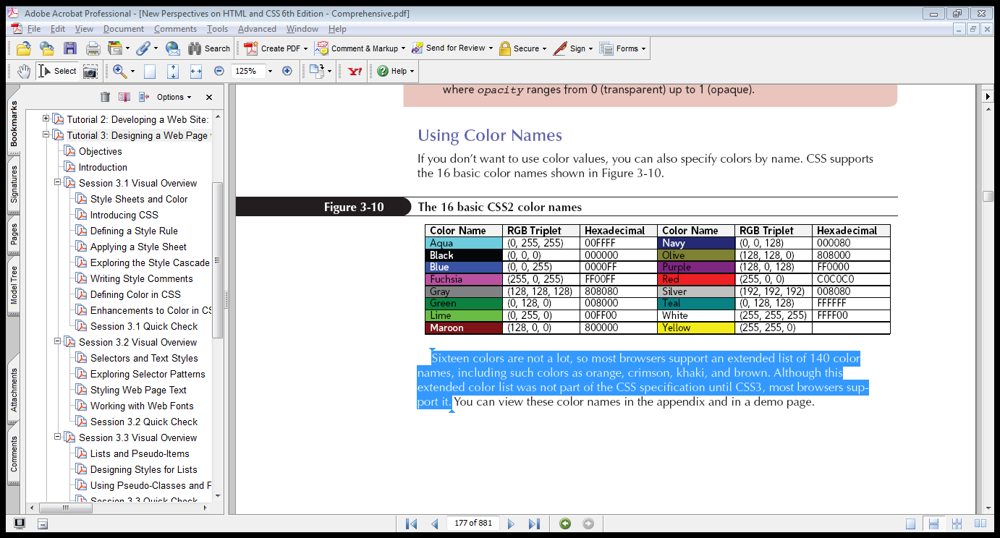 Adobe Acrobat Professional - [New Perspectives on HTML and CSS 6th Edition - Comprehensive.pdf]
File Edit View Document Comments Tools Advanced Window Help
Search Create PDF Comment & Markup Send for Review Secure Sign Forms
Select 125% Y! Help
Options
Bookmarks
Signatures
Pages
Model Tree
Attachments
Comments
Tutorial 2: Developing a Web Site:
Tutorial 3: Designing a Web Page
Objectives
Introduction
Session 3.1 Visual Overview
Style Sheets and Color
Introducing CSS
Defining a Style Rule
Applying a Style Sheet
Exploring the Style Cascade
Writing Style Comments
Defining Color in CSS
Enhancements to Color in CS
Session 3.1 Quick Check
Session 3.2 Visual Overview
Selectors and Text Styles
Exploring Selector Patterns
Styling Web Page Text
Working with Web Fonts
Session 3.2 Quick Check
Session 3.3 Visual Overview
Lists and Pseudo-Items
Designing Styles for Lists
Using Pseudo-Classes and P
Session 3.3 Quick Check
where opacity ranges from 0 (transparent) up to 1 (opaque).
Using Color Names
If you don’t want to use color values, you can also specify colors by name. CSS supports
the 16 basic color names shown in Figure 3-10.
Figure 3-10 The 16 basic CSS2 color names
Color Name RGB Triplet Hexadecimal Color Name RGB Triplet Hexadecimal
Aqua (0, 255, 255) 00FFFF Navy (0, 0, 128) 000080
Black (0, 0, 0) 000000 Olive (128, 128, 0) 808000
Blue (0, 0, 255) 0000FF Purple (128, 0, 128) FF0000
Fuchsia (255, 0, 255) FF00FF Red (255, 0, 0) C0C0C0
Gray (128, 128, 128) 808080 Silver (192, 192, 192) 008080
Green (0, 128, 0) 008000 Teal (0, 128, 128) FFFFFF
Lime (0, 255, 0) 00FF00 White (255, 255, 255) FFFF00
Maroon (128, 0, 0) 800000 Yellow (255, 255, 0)
Sixteen colors are not a lot, so most browsers support an extended list of 140 color
names, including such colors as orange, crimson, khaki, and brown. Although this
extended color list was not part of the CSS specification until CSS3, most browsers sup-
port it. You can view these color names in the appendix and in a demo page.
177 of 881